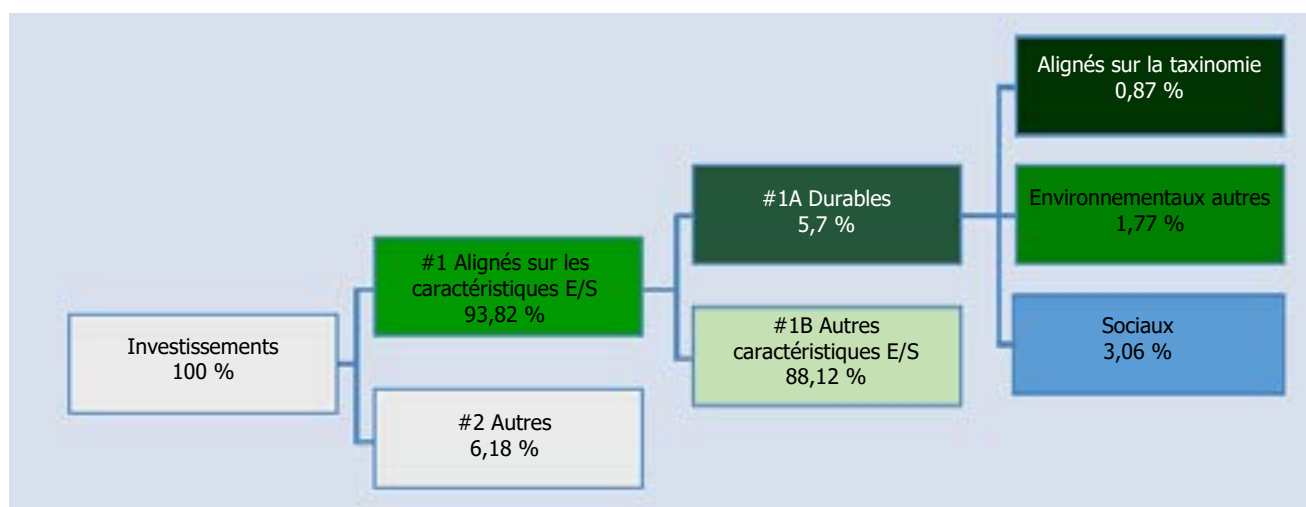 Investissements
100 %
#1 Alignés sur les
caractéristiques E/S
93,82 %
#2 Autres
6,18 %
#1A Durables
5,7 %
#1B Autres
caractéristiques E/S
88,12 %
Alignés sur la taxinomie
0,87 %
Environnementaux autres
1,77 %
Sociaux
3,06 %